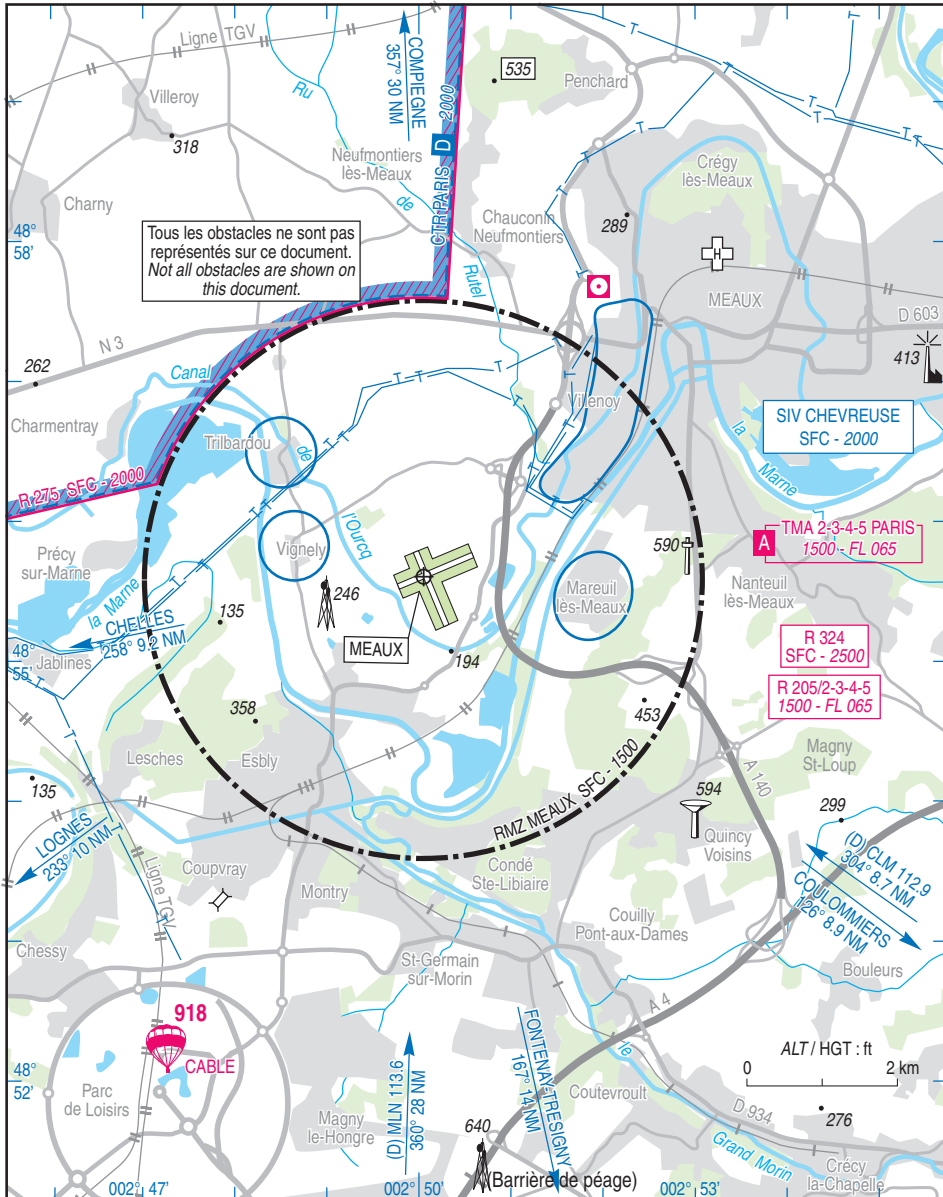 Ligne TGV
COMPIEGNE
357° 30 NM
535
Penchard
Villeroy
Ru
318
CTR PARIS D 2000
Neufmontiers
lès-Meaux
de
Crégy
lès-Meaux
Charny
48°
58'
Tous les obstacles ne sont pas
représentés sur ce document.
Not all obstacles are shown on
this document.
Chauconin
Neufmontiers
289
H
Rutel
MEAUX
N 3
D 603
262
Canal
413
Charmentray
Villenoy
SIV CHEVREUSE
SFC - 2000
Trilbardou
de
la Marne
R 275 SFC - 2000
l'Ourcq
A
TMA 2-3-4-5 PARIS
1500 - FL 065
Précy
sur-Marne
Vignely
590
Mareuil
lès-Meaux
Nanteuil
lès-Meaux
la Marne
246
135
CHELLES
258° 9.2 NM
MEAUX
194
48°
55'
Jablines
R 324
SFC - 2500
R 205/2-3-4-5
1500 - FL 065
358
453
Lesches
Esbly
Magny
St-Loup
RMZ MEAUX SFC - 1500
A 140
135
594
299
LOGNES
233° 10 NM
Quincy
Voisins
(D) CLM 112.9
304° 8.7 NM
COULOMMIERS
126° 8.9 NM
Ligne TGV
Coupvray
Condé
Ste-Libiaire
Montry
Couilly
Pont-aux-Dames
Chessy
St-Germain
sur-Morin
Bouleurs
A 4
918
CABLE
le
ALT / HGT : ft
0 2 km
48°
52'
Parc
de Loisirs
(D) MLN 113.6
360° 28 NM
FONTENAY-TRESIGNY
167° 14 NM
Coutevroult
Magny
le-Hongre
D 934
276
640
Grand Morin
(Barrière de péage)
Crécy
la-Chapelle
002° 47'
002° 50'
002° 53'